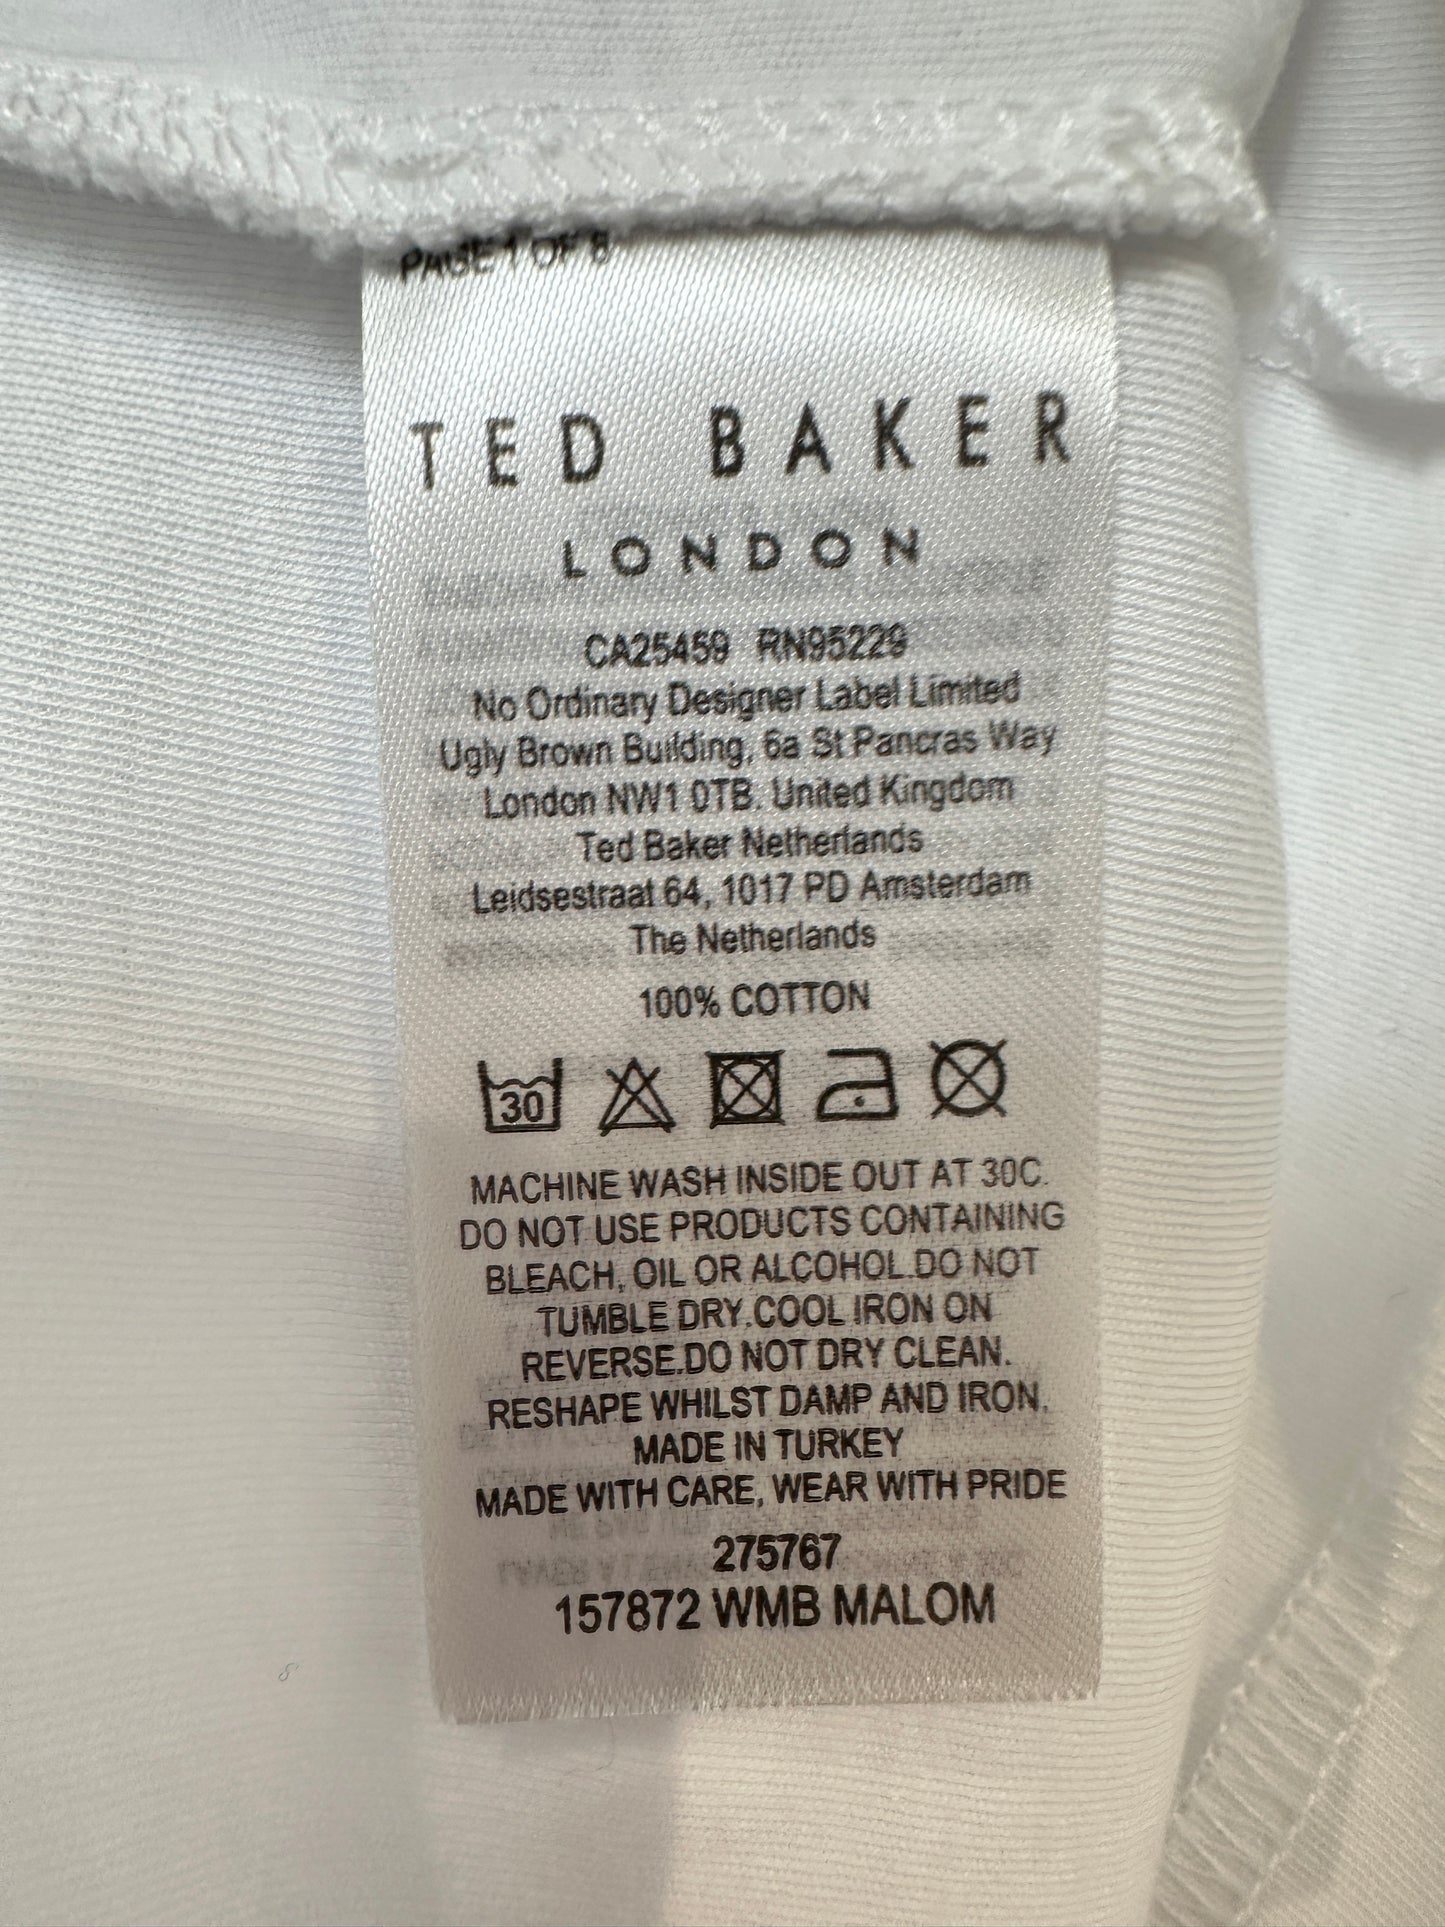 PAGE 1 OF 8
TED BAKER
LONDON
CA25459 RN95229
No Ordinary Designer Label Limited
Ugly Brown Building, 6a St Pancras Way
London NW1 0TB. United Kingdom
Ted Baker Netherlands
Leidsestraat 64, 1017 PD Amsterdam
The Netherlands
100% COTTON
30
MACHINE WASH INSIDE OUT AT 30C.
DO NOT USE PRODUCTS CONTAINING
BLEACH, OIL OR ALCOHOL.DO NOT
TUMBLE DRY.COOL IRON ON
REVERSE.DO NOT DRY CLEAN.
RESHAPE WHILST DAMP AND IRON.
MADE IN TURKEY
MADE WITH CARE, WEAR WITH PRIDE
275767
157872 WMB MALOM